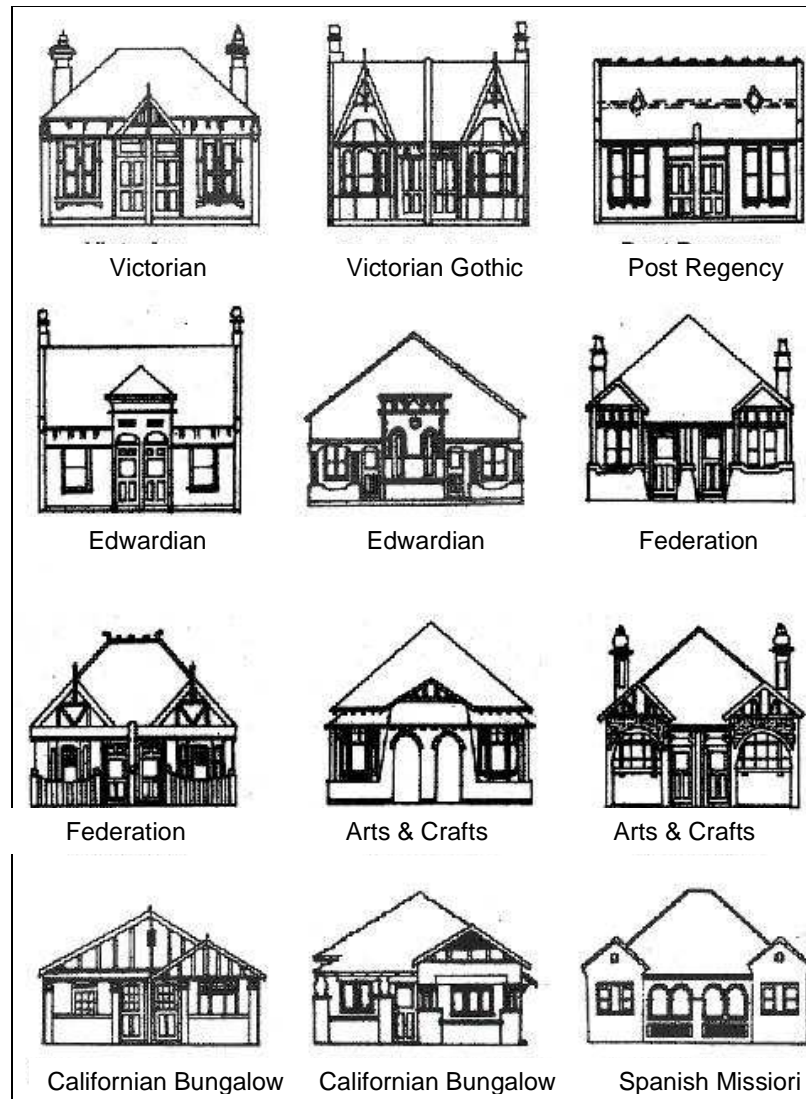 Victorian Victorian Gothic Post Regency
Edwardian Edwardian Federation
Federation Arts & Crafts Arts & Crafts
Californian Bungalow Californian Bungalow Spanish Missiori